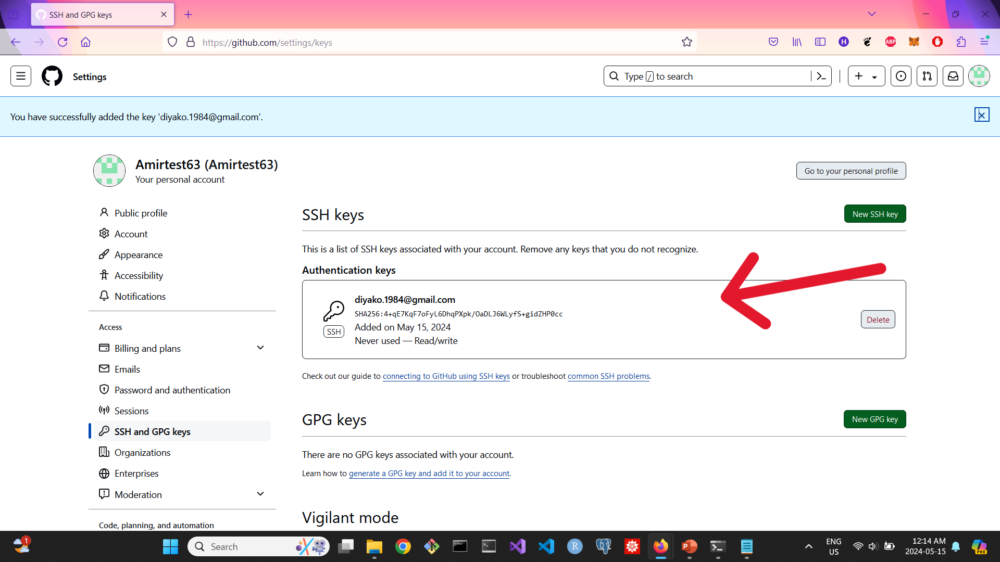 SSH and GPG keys
https://github.com/settings/keys
H
ABP
Settings
Type / to search
You have successfully added the key 'diyako.1984@gmail.com'.
Amirtest63 (Amirtest63)
Your personal account
Go to your personal profile
Public profile
Account
Appearance
Accessibility
Notifications
Access
Billing and plans
Emails
Password and authentication
Sessions
SSH and GPG keys
Organizations
Enterprises
Moderation
Code, planning, and automation
SSH keys
New SSH key
This is a list of SSH keys associated with your account. Remove any keys that you do not recognize.
Authentication keys
diyako.1984@gmail.com
SHA256:4+qE7KqF7oFyL6DhqPXpk/OaDLJ6WLyfS+gidZHP0cc
SSH
Added on May 15, 2024
Never used — Read/write
Delete
Check out our guide to connecting to GitHub using SSH keys or troubleshoot common SSH problems.
GPG keys
New GPG key
There are no GPG keys associated with your account.
Learn how to generate a GPG key and add it to your account.
Vigilant mode
1
Search
R
P
ENG
US
12:14 AM
2024-05-15
PRE